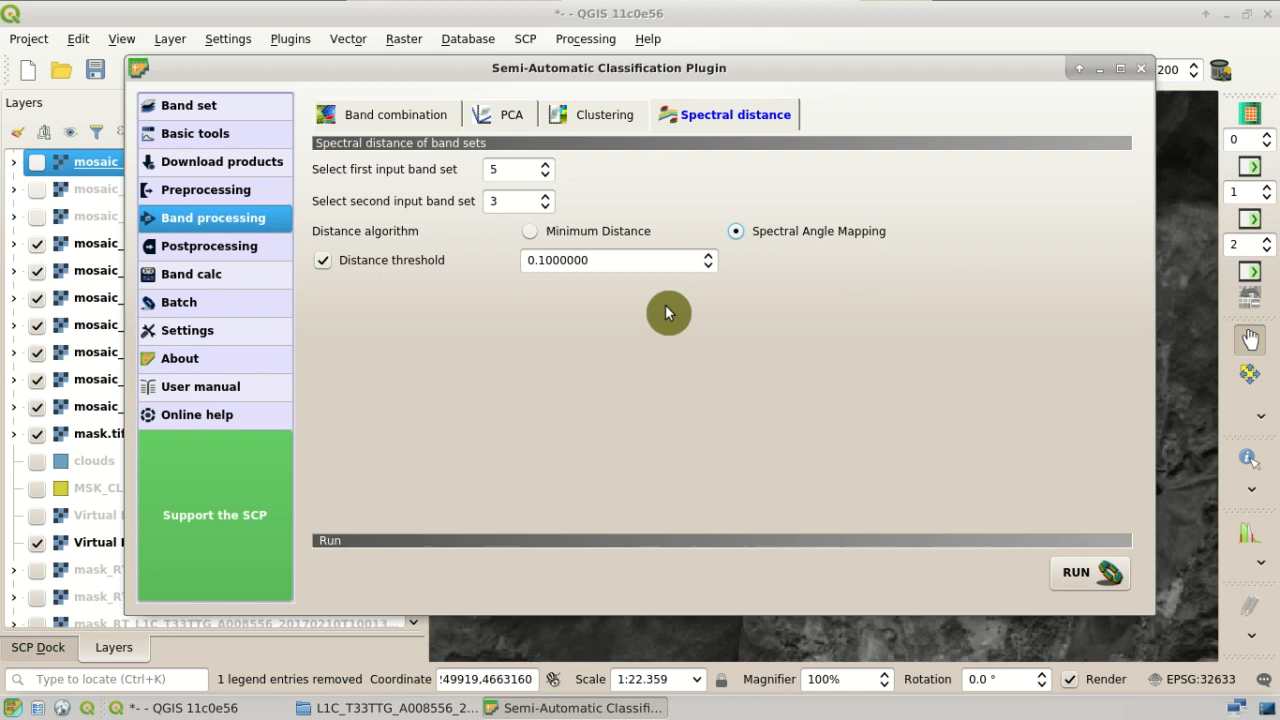 *- - QGIS 11c0e56
Project Edit View Layer Settings Plugins Vector Raster Database SCP Processing Help
Semi-Automatic Classification Plugin
200
Layers
Band set
Basic tools
Download products
Preprocessing
Band processing
Postprocessing
Band calc
Batch
Settings
About
User manual
Online help
Support the SCP
Band combination PCA Clustering Spectral distance
Spectral distance of band sets
Select first input band set 5
Select second input band set 3
Distance algorithm Minimum Distance Spectral Angle Mapping
Distance threshold 0.1000000
Run
RUN
mosaic_
mosaic_
mosaic_
mosaic_
mosaic_
mosaic_
mosaic_
mosaic_
mosaic_
mosaic_
mask.tif
clouds
MSK_CL
Virtual
Virtual
mask_RT
mask_R
mask_RT_L1C_T33TTG_A008556_20170210T10013...
0
1
2
SCP Dock Layers
Type to locate (Ctrl+K) 1 legend entries removed Coordinate !49919,4663160 Scale 1:22.359 Magnifier 100% Rotation 0.0 ° Render EPSG:32633
*- - QGIS 11c0e56 L1C_T33TTG_A008556_2... Semi-Automatic Classifi...